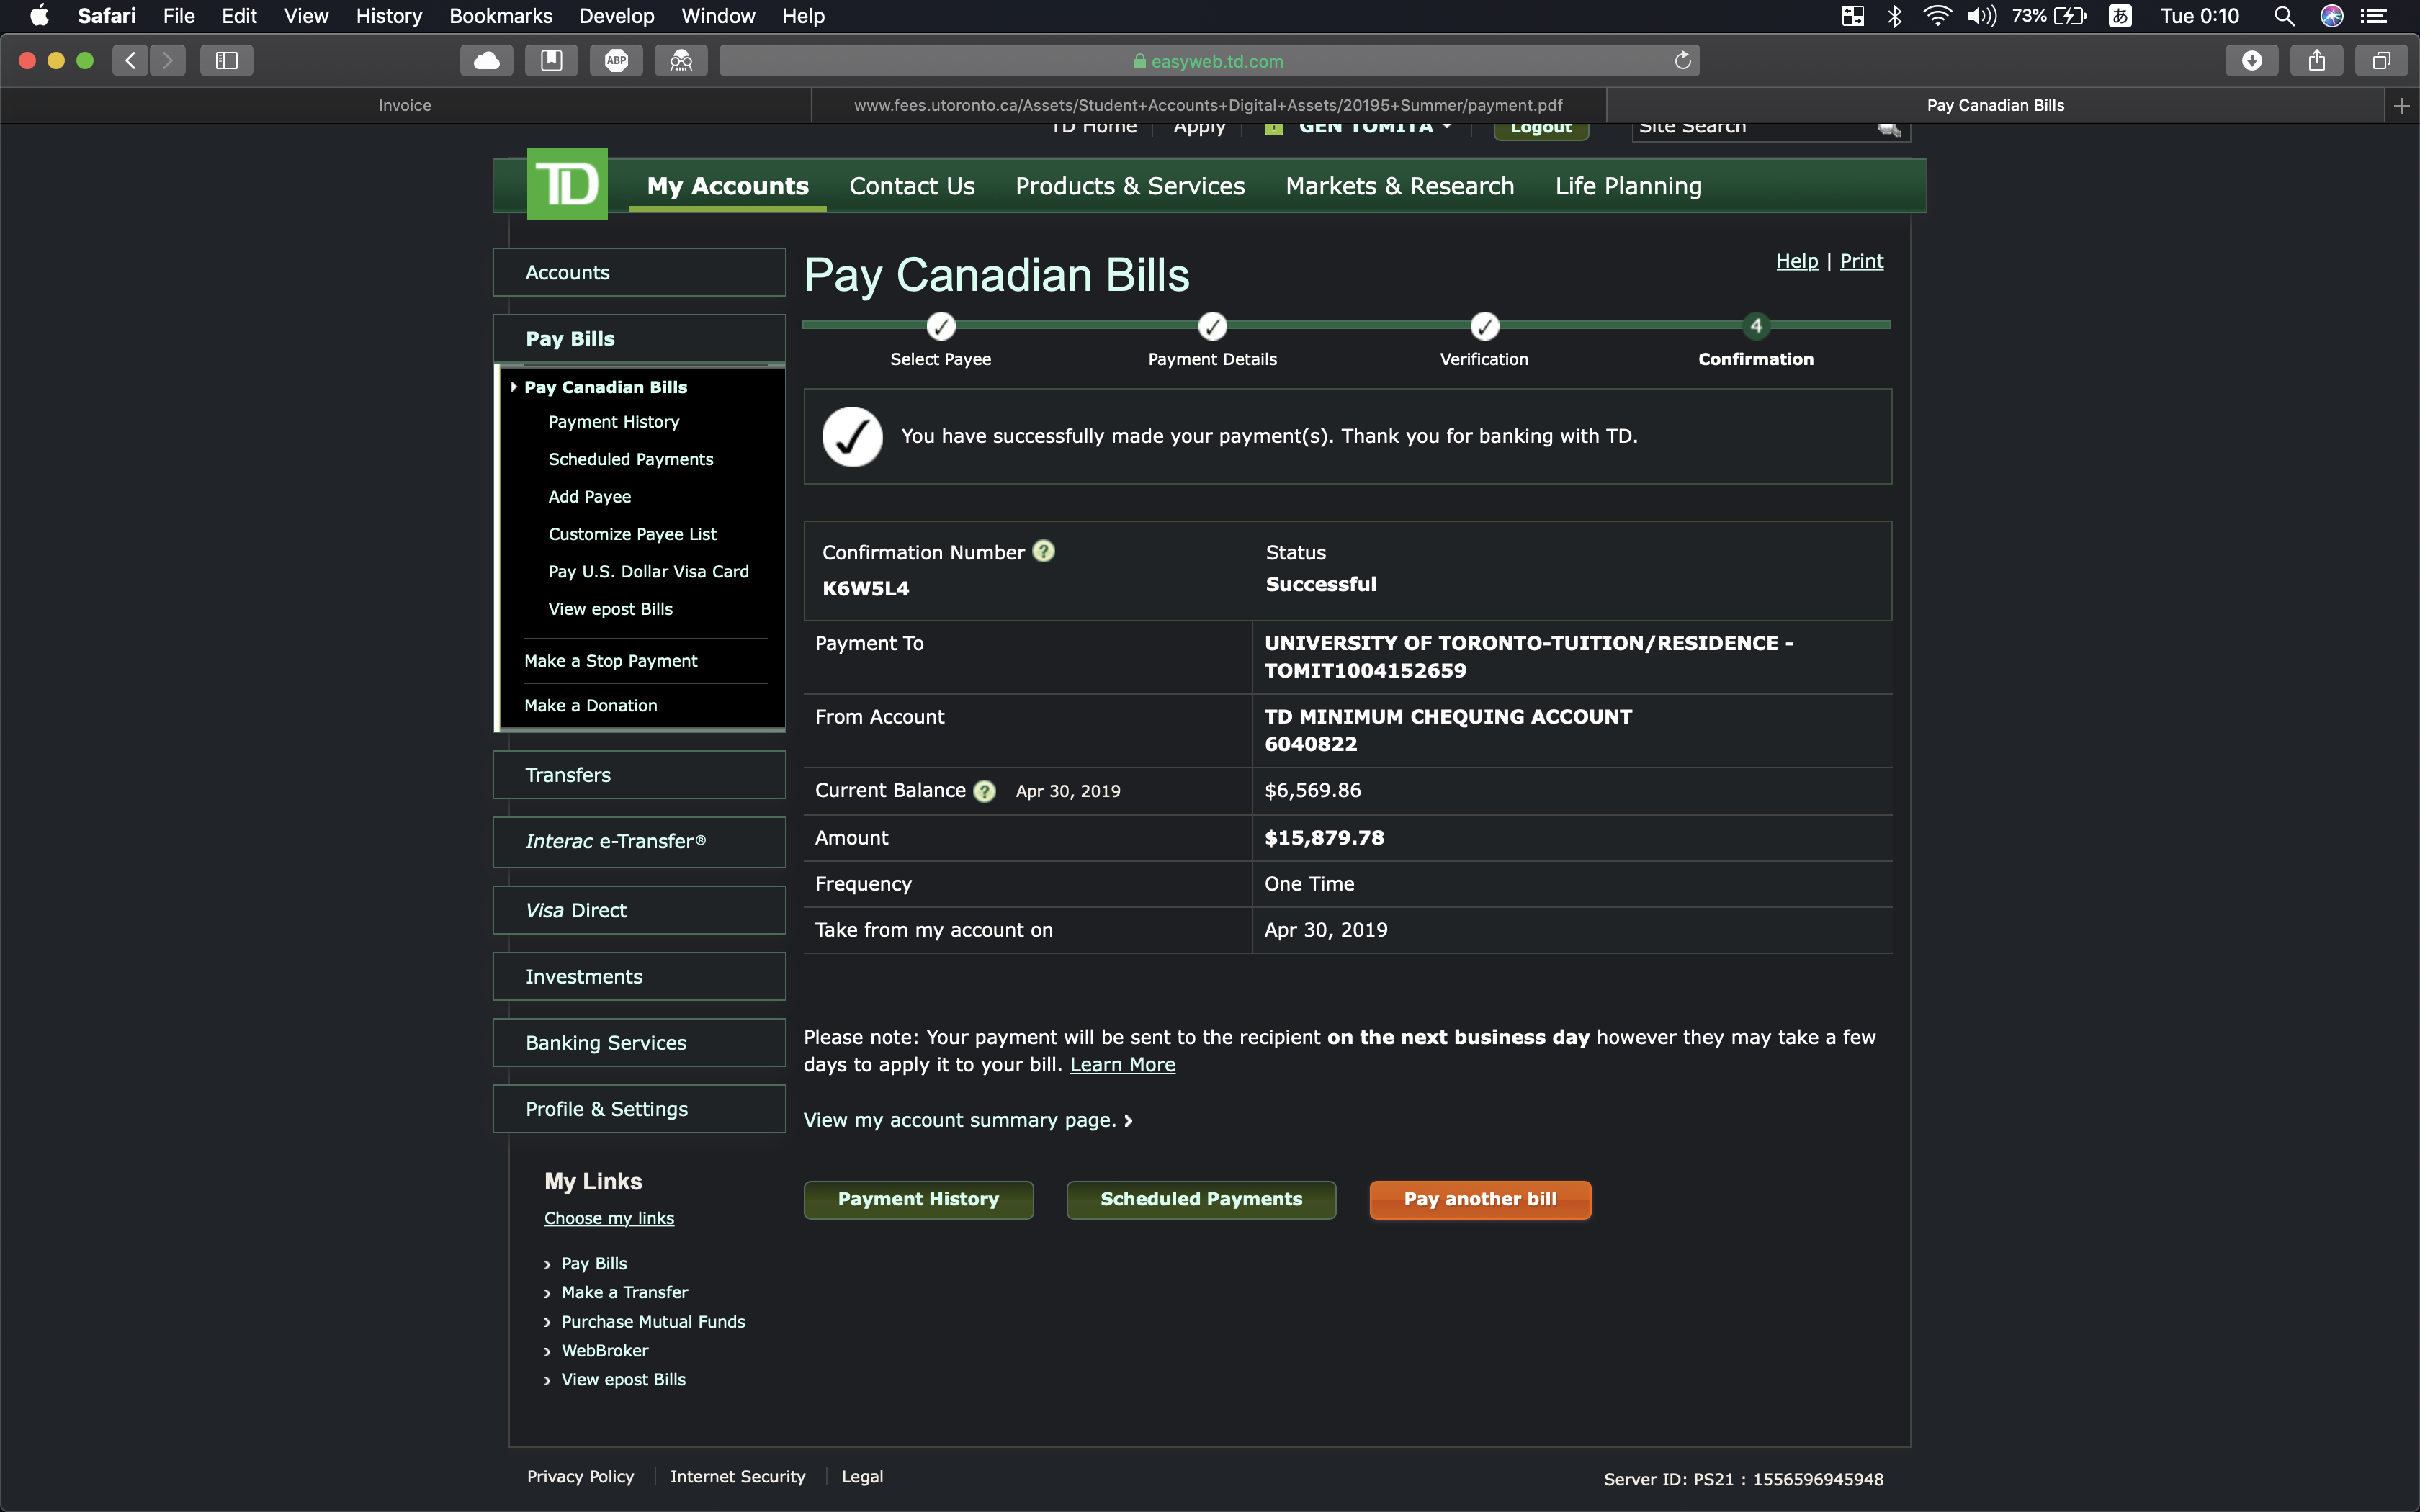 Safari File Edit View History Bookmarks Develop Window Help 73% あ Tue 0:10
ABP easyweb.td.com
Invoice www.fees.utoronto.ca/Assets/Student+Accounts+Digital+Assets/20195+Summer/payment.pdf Pay Canadian Bills
TD Home Apply GEN TOMITA Logout Site Search
TD My Accounts Contact Us Products & Services Markets & Research Life Planning
Accounts
Pay Bills
Pay Canadian Bills
Payment History
Scheduled Payments
Add Payee
Customize Payee List
Pay U.S. Dollar Visa Card
View epost Bills
Make a Stop Payment
Make a Donation
Transfers
Interac e-Transfer®
Visa Direct
Investments
Banking Services
Profile & Settings
My Links
Choose my links
Pay Bills
Make a Transfer
Purchase Mutual Funds
WebBroker
View epost Bills
Pay Canadian Bills
Help | Print
4
Select Payee Payment Details Verification Confirmation
You have successfully made your payment(s). Thank you for banking with TD.
Confirmation Number ? Status
K6W5L4 Successful
Payment To UNIVERSITY OF TORONTO-TUITION/RESIDENCE -
TOMIT1004152659
From Account TD MINIMUM CHEQUING ACCOUNT
6040822
Current Balance ? Apr 30, 2019 $6,569.86
Amount $15,879.78
Frequency One Time
Take from my account on Apr 30, 2019
Please note: Your payment will be sent to the recipient on the next business day however they may take a few
days to apply it to your bill. Learn More
View my account summary page.
Payment History Scheduled Payments Pay another bill
Privacy Policy Internet Security Legal Server ID: PS21 : 1556596945948